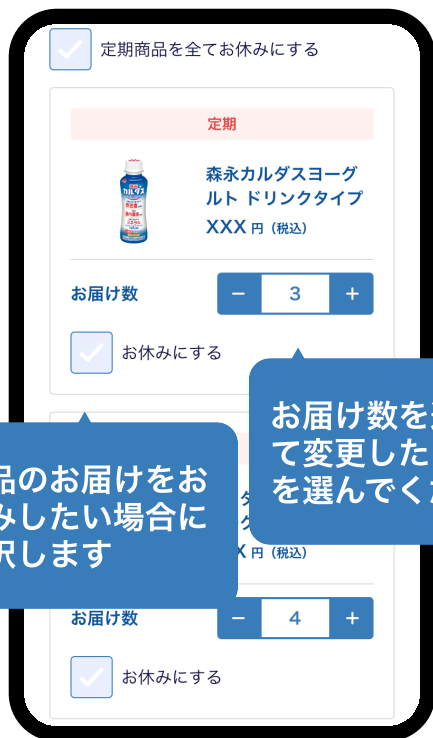 定期商品を全てお休みにする
定期
カルダス
森永カルダスヨーグ
ルト ドリンクタイプ
XXX 円（税込）
お届け数
− 3 +
お休みにする
お届け数を
て変更した
を選んでく
品のお届けをお
みしたい場合に
択します
X 円（税込）
お届け数
− 4 +
お休みにする